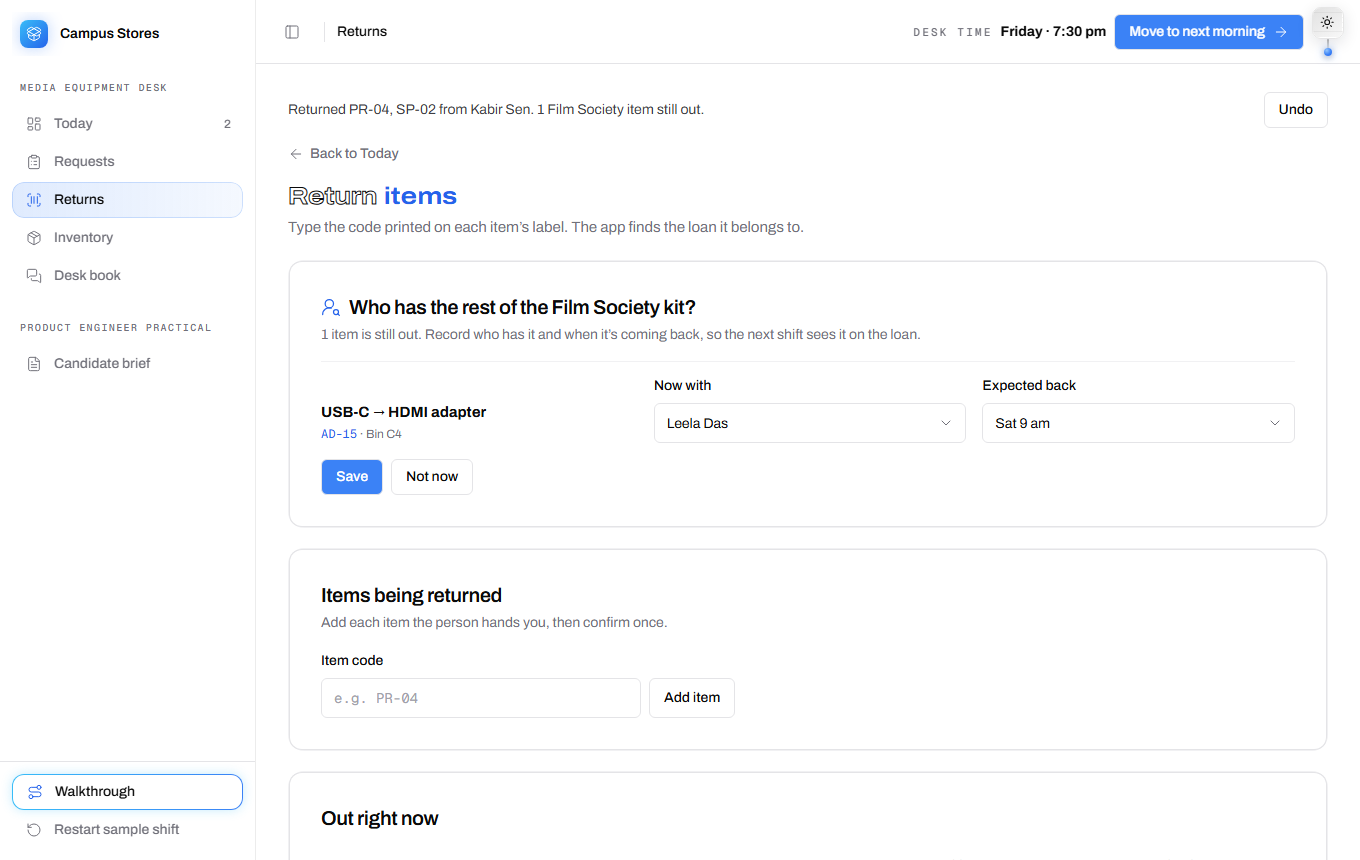 Campus Stores
MEDIA EQUIPMENT DESK
Today 2
Requests
Returns
Inventory
Desk book
PRODUCT ENGINEER PRACTICAL
Candidate brief
Walkthrough
Restart sample shift
Returns
DESK TIME Friday · 7:30 pm
Move to next morning →
Returned PR-04, SP-02 from Kabir Sen. 1 Film Society item still out.
Undo
← Back to Today
Return items
Type the code printed on each item’s label. The app finds the loan it belongs to.
Who has the rest of the Film Society kit?
1 item is still out. Record who has it and when it’s coming back, so the next shift sees it on the loan.
USB-C → HDMI adapter
AD-15 · Bin C4
Now with
Leela Das
Expected back
Sat 9 am
Save
Not now
Items being returned
Add each item the person hands you, then confirm once.
Item code
e.g. PR-04
Add item
Out right now